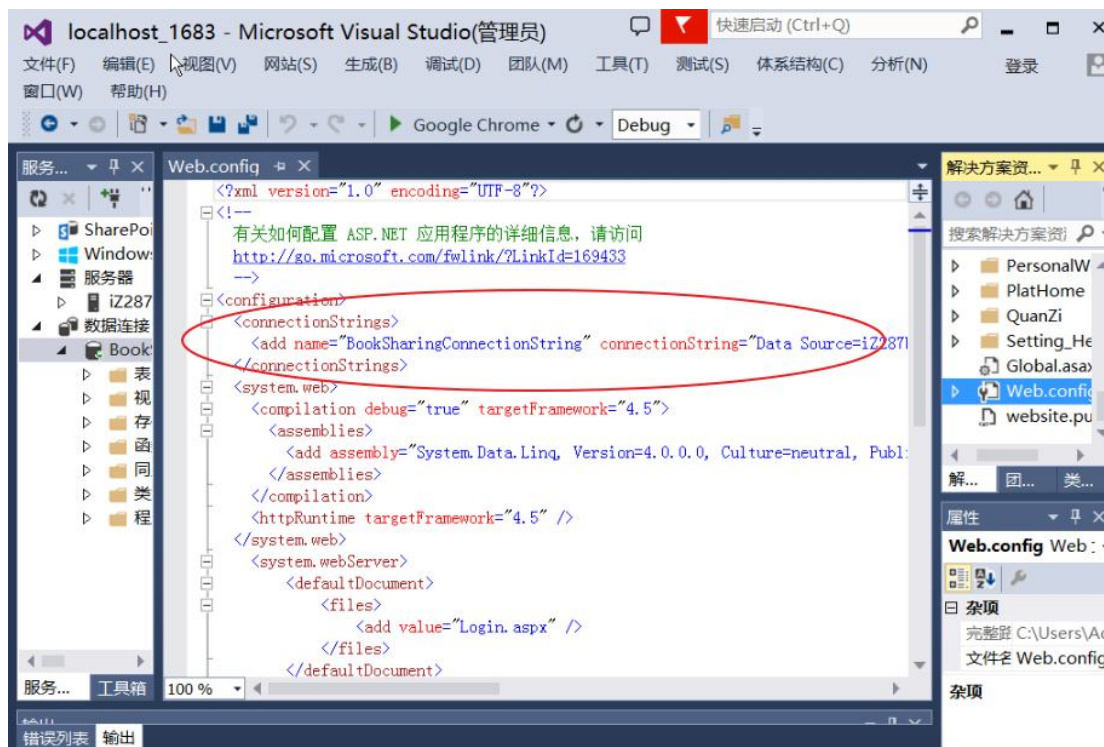 localhost_1683 - Microsoft Visual Studio(管理员)
快速启动 (Ctrl+Q)
文件(F) 编辑(E) 视图(V) 网站(S) 生成(B) 调试(D) 团队(M) 工具(T) 测试(S) 体系结构(C) 分析(N) 登录
窗口(W) 帮助(H)
Google Chrome Debug
服务...
SharePoi
Window
服务器
iZ287
数据连接
Book
表
视
存
函
同
类
程
服务... 工具箱
Web.config
<?xml version="1.0" encoding="UTF-8"?>
<!--
有关如何配置 ASP.NET 应用程序的详细信息，请访问
http://go.microsoft.com/fwlink/?LinkId=169433
-->
<configuration>
<connectionStrings>
<add name="BookSharingConnectionString" connectionString="Data Source=iZ287
</connectionStrings>
<system.web>
<compilation debug="true" targetFramework="4.5">
<assemblies>
<add assembly="System.Data.Linq, Version=4.0.0.0, Culture=neutral, Publi
</assemblies>
</compilation>
<httpRuntime targetFramework="4.5" />
</system.web>
<system.webServer>
<defaultDocument>
<files>
<add value="Login.aspx" />
</files>
</defaultDocument>
100 %
解决方案资...
搜索解决方案资
PersonalW
PlatHome
QuanZi
Setting_He
Global.asax
Web.config
website.pu
解... 团... 类...
属性
Web.config Web
杂项
完整路 C:\Users\Ad
文件名 Web.config
杂项
输出
错误列表 输出